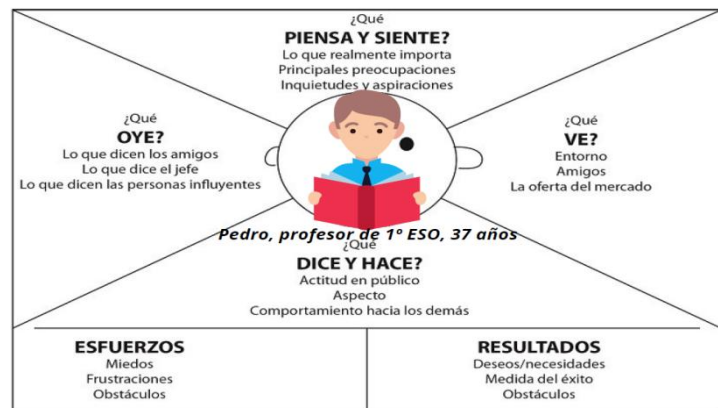 ¿Qué
PIENSA Y SIENTE?
Lo que realmente importa
Principales preocupaciones
Inquietudes y aspiraciones
¿Qué
OYE?
Lo que dicen los amigos
Lo que dice el jefe
Lo que dicen las personas influyentes
¿Qué
VE?
Entorno
Amigos
La oferta del mercado
Pedro, profesor de 1º ESO, 37 años
¿Qué
DICE Y HACE?
Actitud en público
Aspecto
Comportamiento hacia los demás
ESFUERZOS
Miedos
Frustraciones
Obstáculos
RESULTADOS
Deseos/necesidades
Medida del éxito
Obstáculos